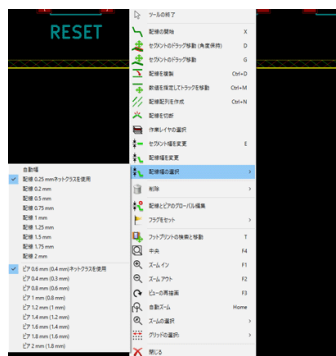 RESET
ツールの終了
配線の開始 X
セグメントのドラッグ移動 (角度保持) D
セグメントのドラッグ移動 G
配線を複製 Ctrl+D
数値を指定してトラックを移動 Ctrl+M
配線配列を作成 Ctrl+N
配線を切断
作業レイヤの選択
セグメント幅を変更 E
配線幅を変更
配線幅の選択
削除
配線とビアのグローバル編集
フラグをセット
フットプリントの検索と移動 T
中央 F4
ズームイン F1
ズームアウト F2
ビューの再描画 F3
自動ズーム Home
ズームの選択
グリッドの選択:
閉じる
自動幅
配線 0.25 mmネットクラスを使用
配線 0.2 mm
配線 0.5 mm
配線 0.75 mm
配線 1 mm
配線 1.25 mm
配線 1.5 mm
配線 1.75 mm
配線 2 mm
ビア 0.6 mm (0.4 mm)ネットクラスを使用
ビア 0.4 mm (0.3 mm)
ビア 0.8 mm (0.6 mm)
ビア 1 mm (0.8 mm)
ビア 1.2 mm (1 mm)
ビア 1.4 mm (1.2 mm)
ビア 1.6 mm (1.4 mm)
ビア 1.8 mm (1.6 mm)
ビア 2 mm (1.8 mm)